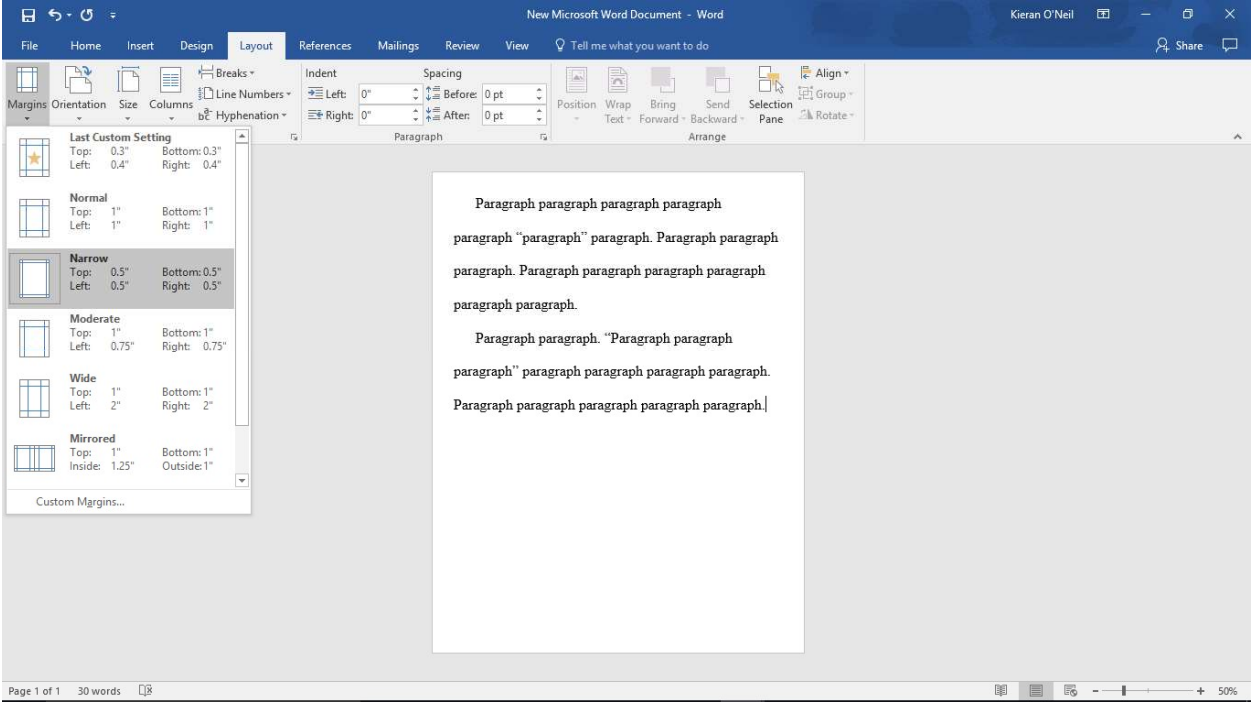 New Microsoft Word Document - Word
Kieran O'Neil
File Home Insert Design Layout References Mailings Review View Tell me what you want to do
Share
Margins Orientation Size Columns
Breaks
Line Numbers
Hyphenation
Indent
Left: 0"
Right: 0"
Spacing
Before: 0 pt
After: 0 pt
Paragraph
Position Wrap Text Bring Forward Send Backward Selection Pane
Align
Group
Rotate
Arrange
Last Custom Setting
Top: 0.3" Bottom: 0.3"
Left: 0.4" Right: 0.4"
Normal
Top: 1" Bottom: 1"
Left: 1" Right: 1"
Narrow
Top: 0.5" Bottom: 0.5"
Left: 0.5" Right: 0.5"
Moderate
Top: 1" Bottom: 1"
Left: 0.75" Right: 0.75"
Wide
Top: 1" Bottom: 1"
Left: 2" Right: 2"
Mirrored
Top: 1" Bottom: 1"
Inside: 1.25" Outside: 1"
Custom Margins...
Paragraph paragraph paragraph paragraph
paragraph “paragraph” paragraph. Paragraph paragraph
paragraph. Paragraph paragraph paragraph paragraph
paragraph paragraph.
Paragraph paragraph. “Paragraph paragraph
paragraph” paragraph paragraph paragraph paragraph.
Paragraph paragraph paragraph paragraph paragraph.
Page 1 of 1 30 words
50%